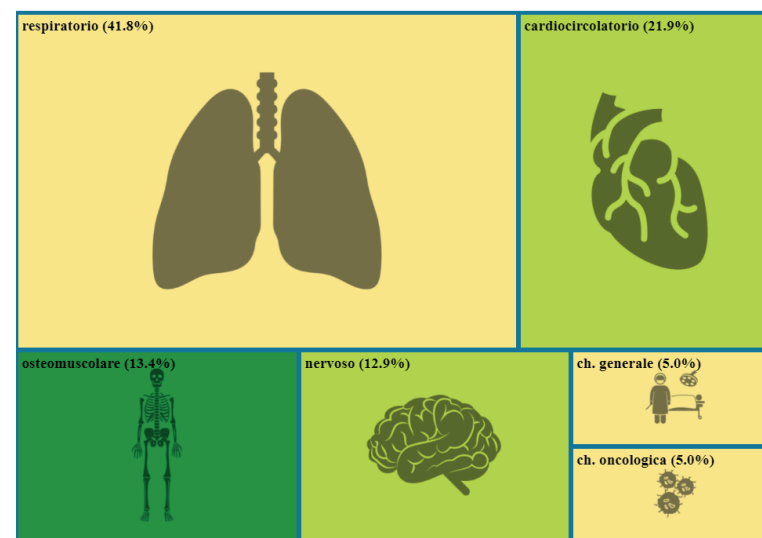 respiratorio (41.8%)
cardiocircolatorio (21.9%)
osteomuscolare (13.4%)
nervoso (12.9%)
ch. generale (5.0%)
ch. oncologica (5.0%)